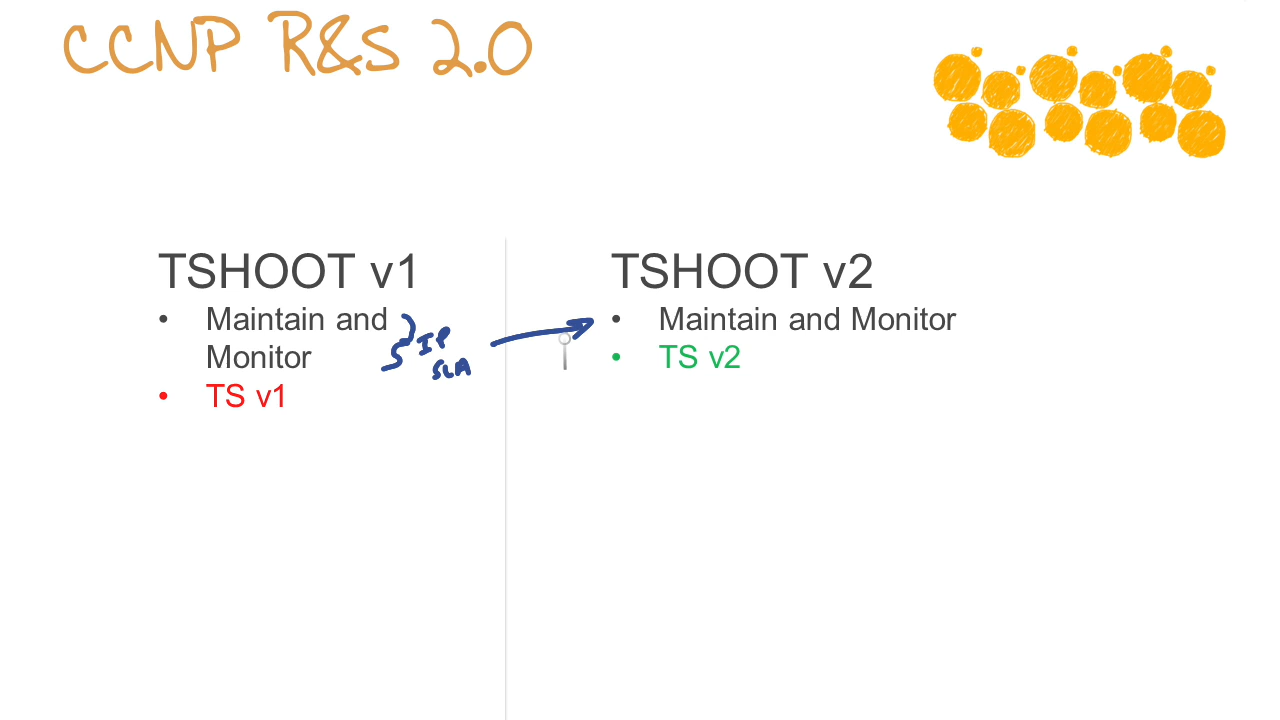 CCNP R&S 2.0
TSHOOT v1
• Maintain and
Monitor
• TS v1
IP
SLA
TSHOOT v2
• Maintain and Monitor
• TS v2